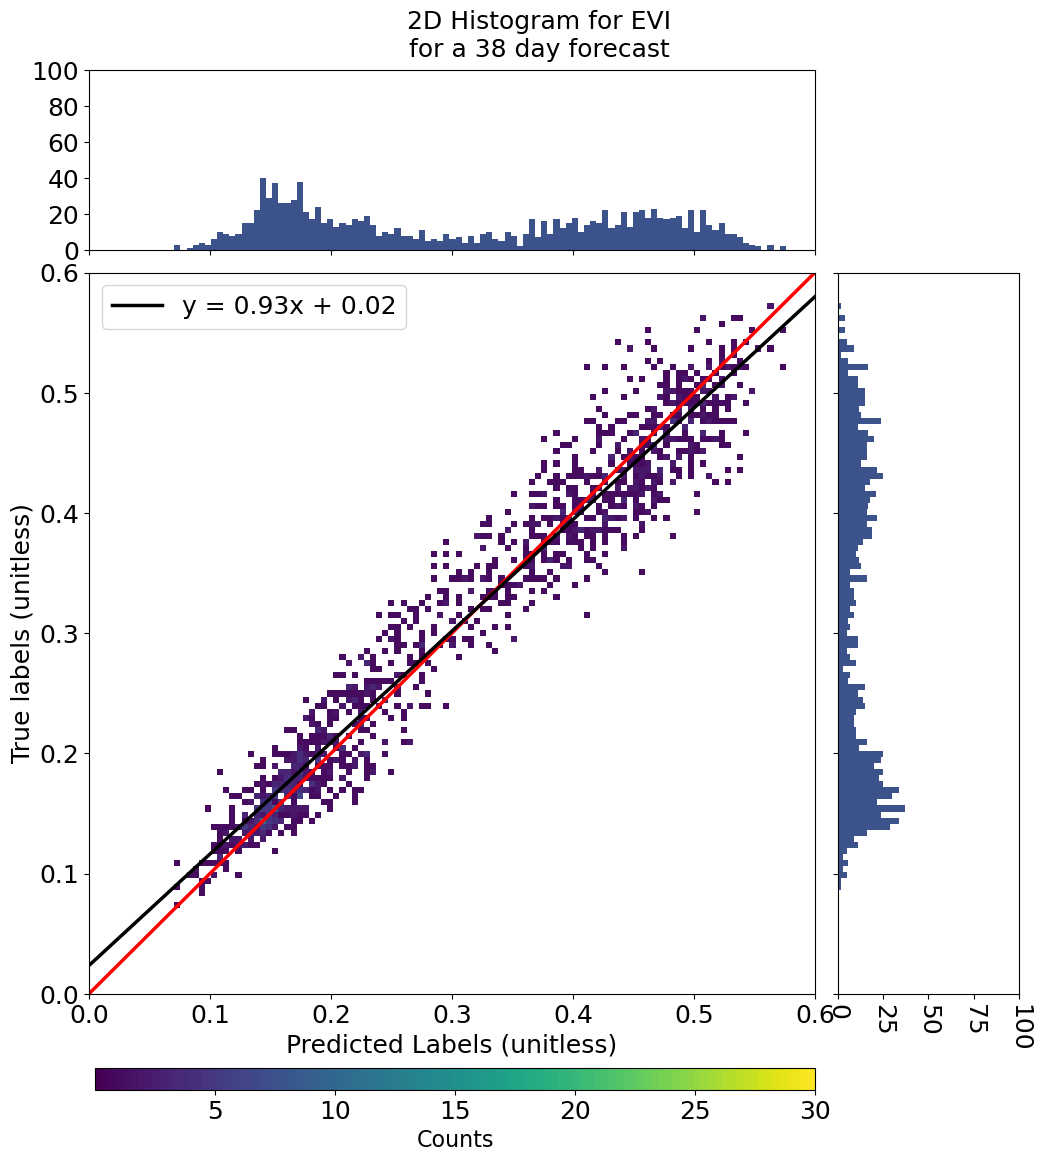 2D Histogram for EVI
for a 38 day forecast
100
80
60
40
20
0
0.6
0.5
0.4
0.3
0.2
0.1
0.0
True labels (unitless)
y = 0.93x + 0.02
0.0 0.1 0.2 0.3 0.4 0.5 0.6
Predicted Labels (unitless)
0 25 50 75 100
5 10 15 20 25 30
Counts